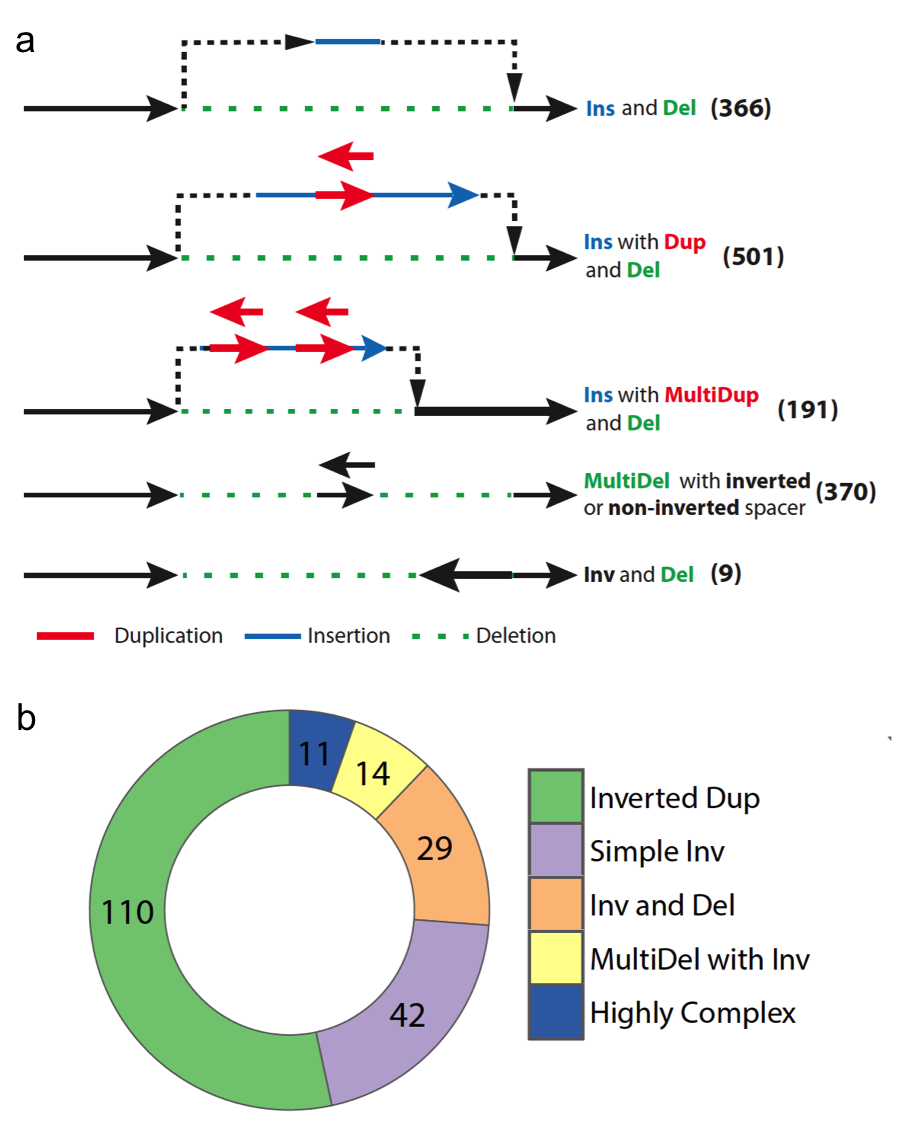 a
Ins and Del (366)
Ins with Dup
and Del (501)
Ins with MultiDup
and Del (191)
MultiDel with inverted
or non-inverted spacer (370)
Inv and Del (9)
Duplication Insertion Deletion
b
11
14
29
42
110
Inverted Dup
Simple Inv
Inv and Del
MultiDel with Inv
Highly Complex